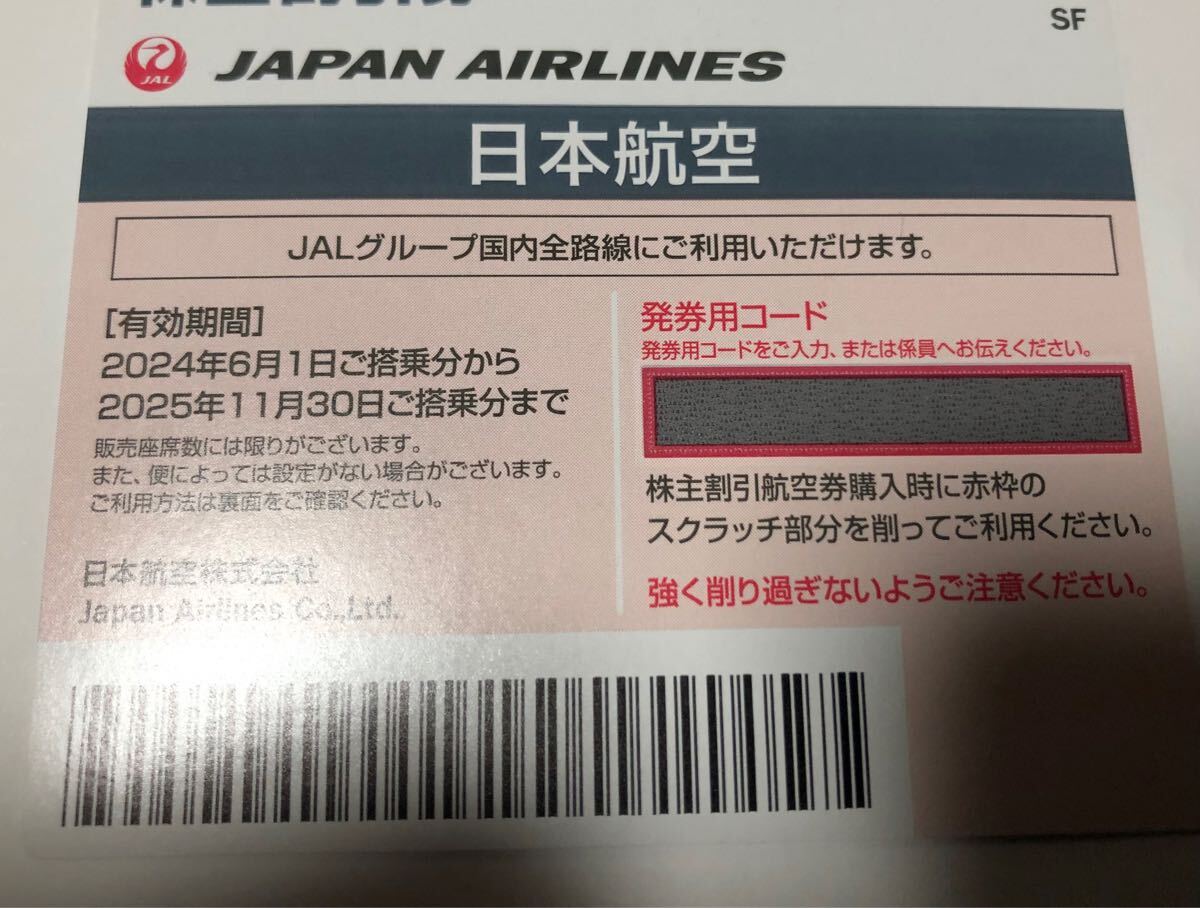 SF
JAL
JAPAN AIRLINES
日本航空
JALグループ国内全路線にご利用いただけます。
[有効期間]
2024年6月1日ご搭乗分から
2025年11月30日ご搭乗分まで
販売座席数には限りがございます。
また、便によっては設定がない場合がございます。
ご利用方法は裏面をご確認ください。
日本航空株式会社
Japan Airlines Co.,Ltd.
発券用コード
発券用コードをご入力、または係員へお伝えください。
株主割引航空券購入時に赤枠の
スクラッチ部分を削ってご利用ください。
強く削り過ぎないようご注意ください。